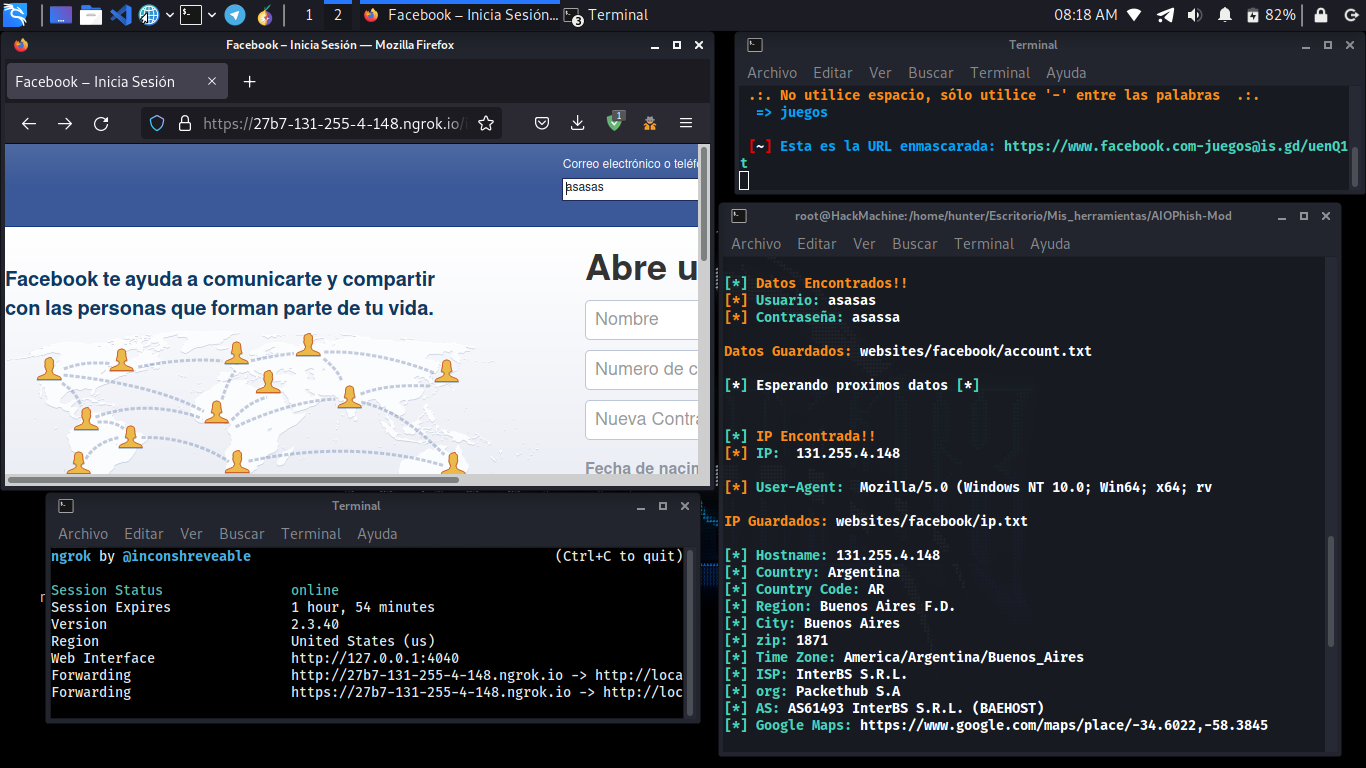 1 2 Facebook – Inicia Sesión... 3 Terminal 08:18 AM 82%
Facebook – Inicia Sesión — Mozilla Firefox
Facebook – Inicia Sesión
https://27b7-131-255-4-148.ngrok.io/
1
Correo electrónico o teléf
asasas
Facebook te ayuda a comunicarte y compartir
con las personas que forman parte de tu vida.
Abre u
Nombre
Numero de c
Nueva Contra
Fecha de nacin
Terminal
Archivo Editar Ver Buscar Terminal Ayuda
.:. No utilice espacio, sólo utilice '-' entre las palabras .:.
=> juegos
[~] Esta es la URL enmascarada: https://www.facebook.com-juegos@is.gd/uenQ1
t
root@HackMachine:/home/hunter/Escritorio/Mis_herramientas/AIOPhish-Mod
Archivo Editar Ver Buscar Terminal Ayuda
[*] Datos Encontrados!!
[*] Usuario: asasas
[*] Contraseña: asassa
Datos Guardados: websites/facebook/account.txt
[*] Esperando proximos datos [*]
[*] IP Encontrada!!
[*] IP: 131.255.4.148
[*] User-Agent: Mozilla/5.0 (Windows NT 10.0; Win64; x64; rv
IP Guardados: websites/facebook/ip.txt
[*] Hostname: 131.255.4.148
[*] Country: Argentina
[*] Country Code: AR
[*] Region: Buenos Aires F.D.
[*] City: Buenos Aires
[*] zip: 1871
[*] Time Zone: America/Argentina/Buenos_Aires
[*] ISP: InterBS S.R.L.
[*] org: Packethub S.A
[*] AS: AS61493 InterBS S.R.L. (BAEHOST)
[*] Google Maps: https://www.google.com/maps/place/-34.6022,-58.3845
Terminal
Archivo Editar Ver Buscar Terminal Ayuda
ngrok by @inconshreveable (Ctrl+C to quit)
Session Status online
Session Expires 1 hour, 54 minutes
Version 2.3.40
Region United States (us)
Web Interface http://127.0.0.1:4040
Forwarding http://27b7-131-255-4-148.ngrok.io -> http://loca
Forwarding https://27b7-131-255-4-148.ngrok.io -> http://loc